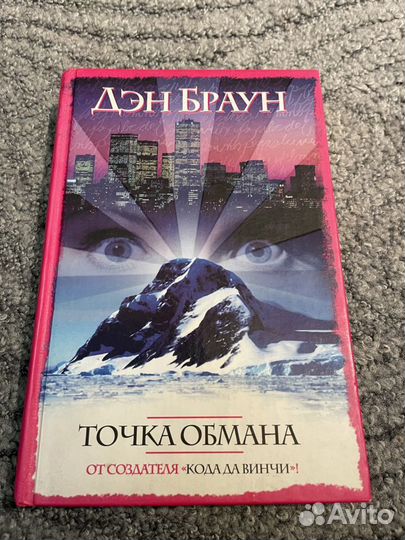 ДЭН БРАУН
ТОЧКА ОБМАНА
ОТ СОЗДАТЕЛЯ «КОДА ДА ВИНЧИ»!
Avito